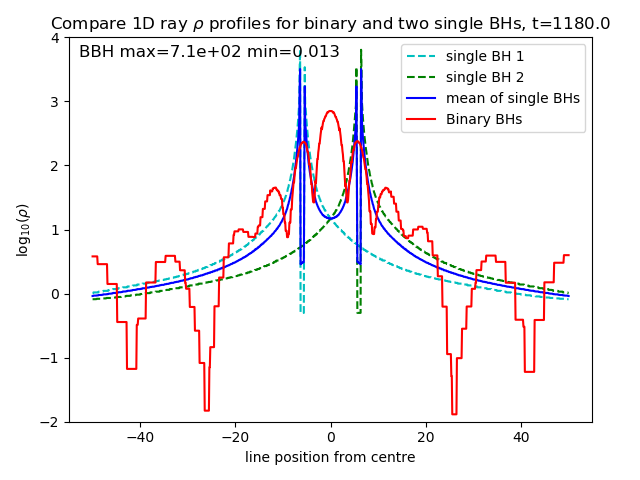 Compare 1D ray ρ profiles for binary and two single BHs, t=1180.0
BBH max=7.1e+02 min=0.013
single BH 1
single BH 2
mean of single BHs
Binary BHs
log₁₀(ρ)
4
3
2
1
0
−1
−2
−40 −20 0 20 40
line position from centre